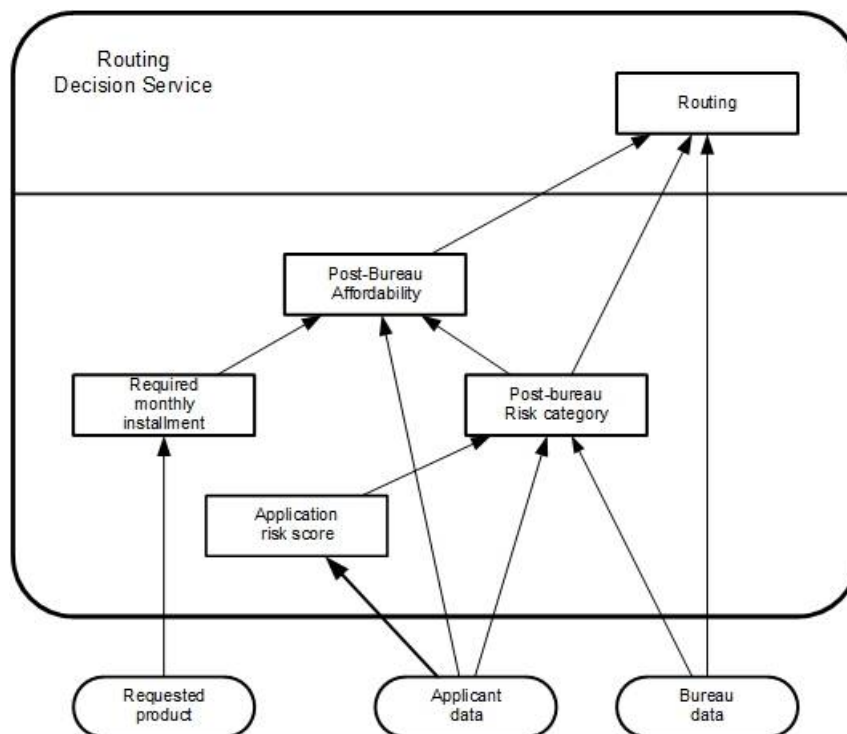 Routing
Decision Service
Routing
Post-Bureau
Affordability
Required
monthly
installment
Post-bureau
Risk category
Application
risk score
Requested
product
Applicant
data
Bureau
data